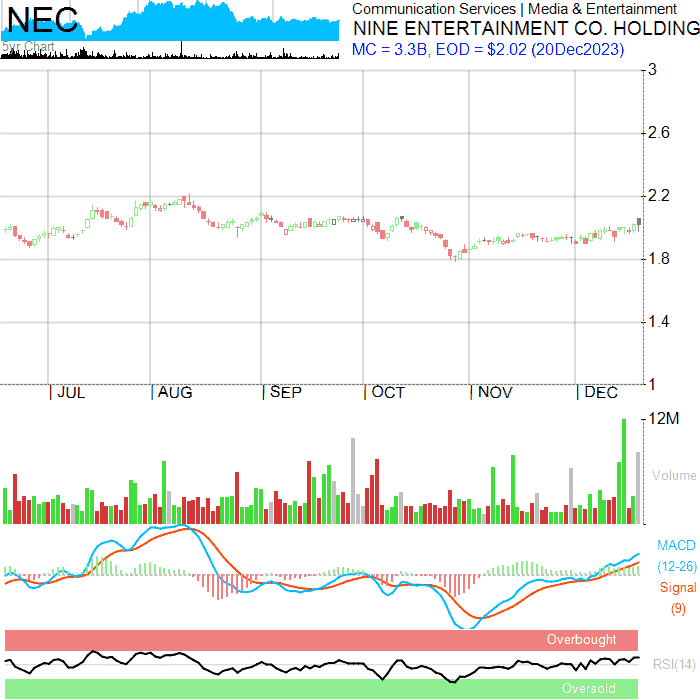 NEC
5yr Chart
Communication Services | Media & Entertainment
NINE ENTERTAINMENT CO. HOLDING
MC = 3.3B, EOD = $2.02 (20Dec2023)
3
2.6
2.2
1.8
1.4
1
JUL AUG SEP OCT NOV DEC
12M
Volume
MACD
(12-26)
Signal
(9)
Overbought
RSI(14)
Oversold